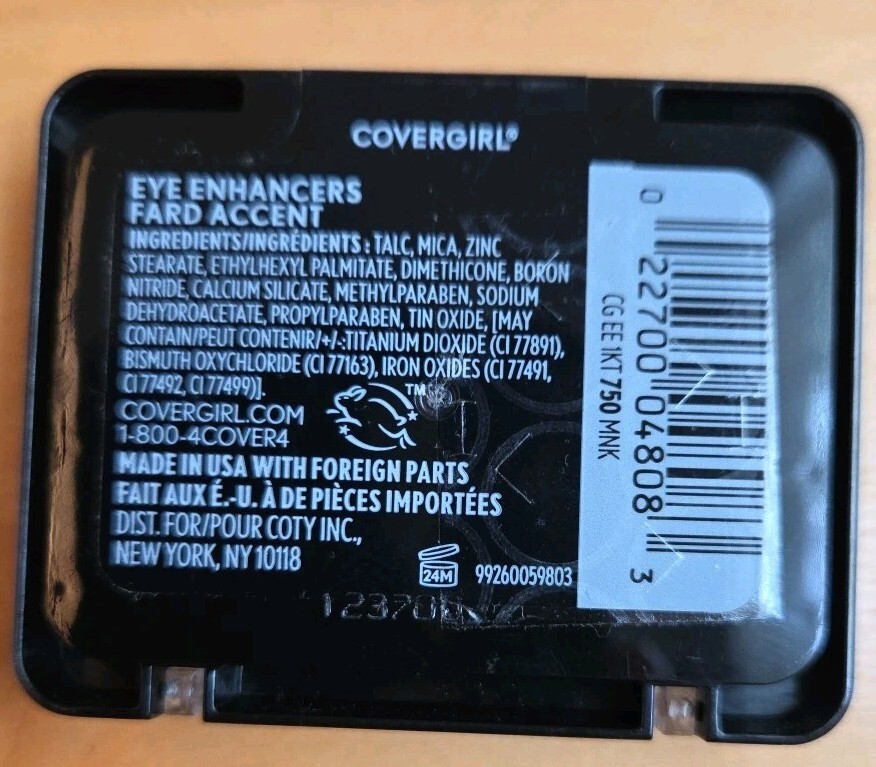 COVERGIRL®
EYE ENHANCERS
FARD ACCENT
INGREDIENTS/INGRÉDIENTS : TALC, MICA, ZINC
STEARATE, ETHYLHEXYL PALMITATE, DIMETHICONE, BORON
NITRIDE, CALCIUM SILICATE, METHYLPARABEN, SODIUM
DEHYDROACETATE, PROPYLPARABEN, TIN OXIDE, [MAY
CONTAIN/PEUT CONTENIR/+/-:TITANIUM DIOXIDE (CI 77891),
BISMUTH OXYCHLORIDE (CI 77163), IRON OXIDES (CI 77491,
CI 77492, CI 77499)].
TM
COVERGIRL.COM
1-800-4COVER4
MADE IN USA WITH FOREIGN PARTS
FAIT AUX É.-U. À DE PIÈCES IMPORTÉES
DIST. FOR/POUR COTY INC.,
NEW YORK, NY 10118
24M
99260059803
0 22700 04808 3
CG EE 1KT 750 MNK